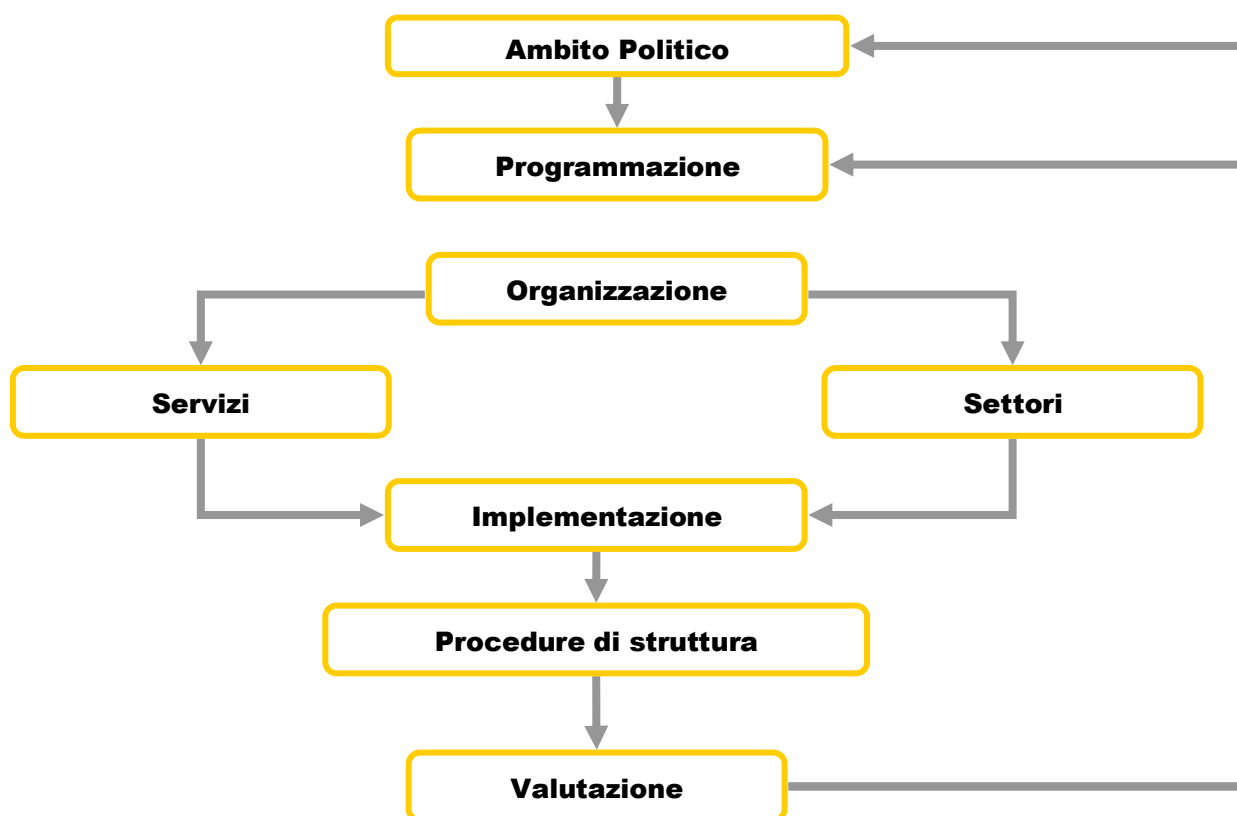 Ambito Politico
Programmazione
Organizzazione
Servizi
Settori
Implementazione
Procedure di struttura
Valutazione